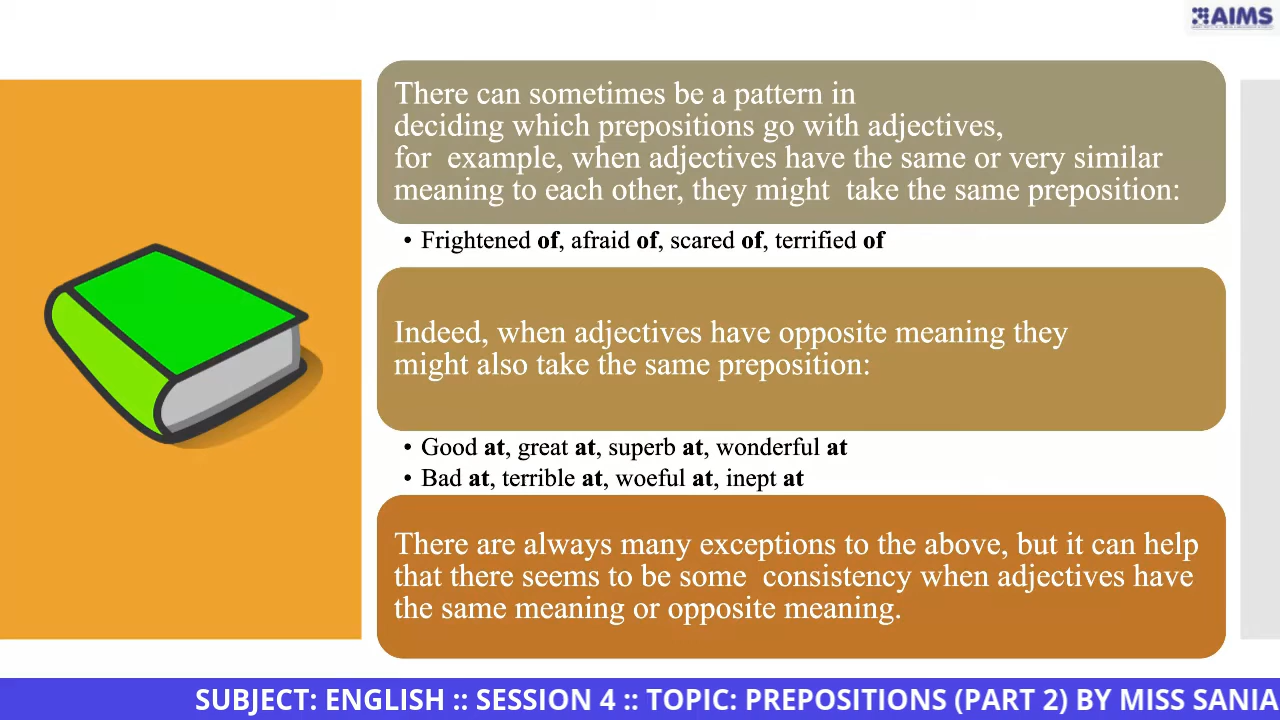 AIMS
There can sometimes be a pattern in
deciding which prepositions go with adjectives,
for example, when adjectives have the same or very similar
meaning to each other, they might take the same preposition:
• Frightened of, afraid of, scared of, terrified of
Indeed, when adjectives have opposite meaning they
might also take the same preposition:
• Good at, great at, superb at, wonderful at
• Bad at, terrible at, woeful at, inept at
There are always many exceptions to the above, but it can help
that there seems to be some consistency when adjectives have
the same meaning or opposite meaning.
SUBJECT: ENGLISH :: SESSION 4 :: TOPIC: PREPOSITIONS (PART 2) BY MISS SANIA